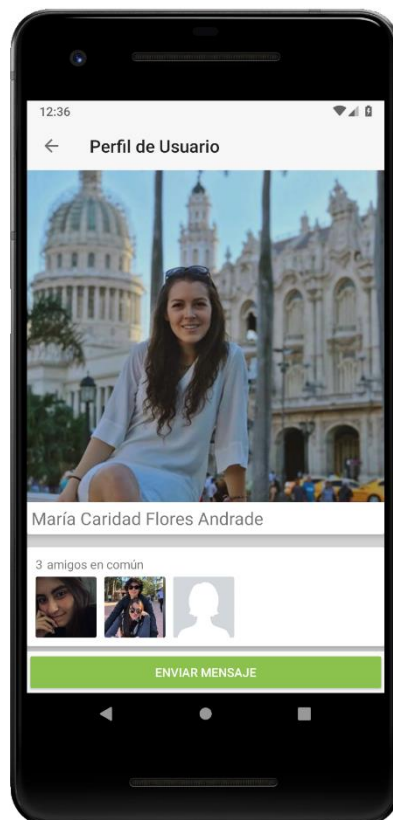 12:36
Perfil de Usuario
María Caridad Flores Andrade
3 amigos en común
ENVIAR MENSAJE